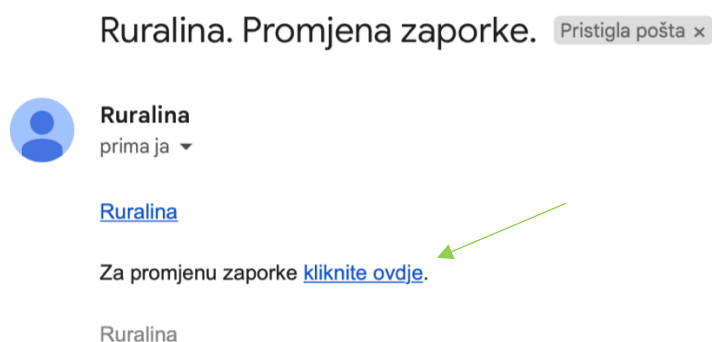 Ruralina. Promjena zaporke. Pristigla pošta ×
Ruralina
prima ja
Ruralina
Za promjenu zaporke kliknite ovdje.
Ruralina